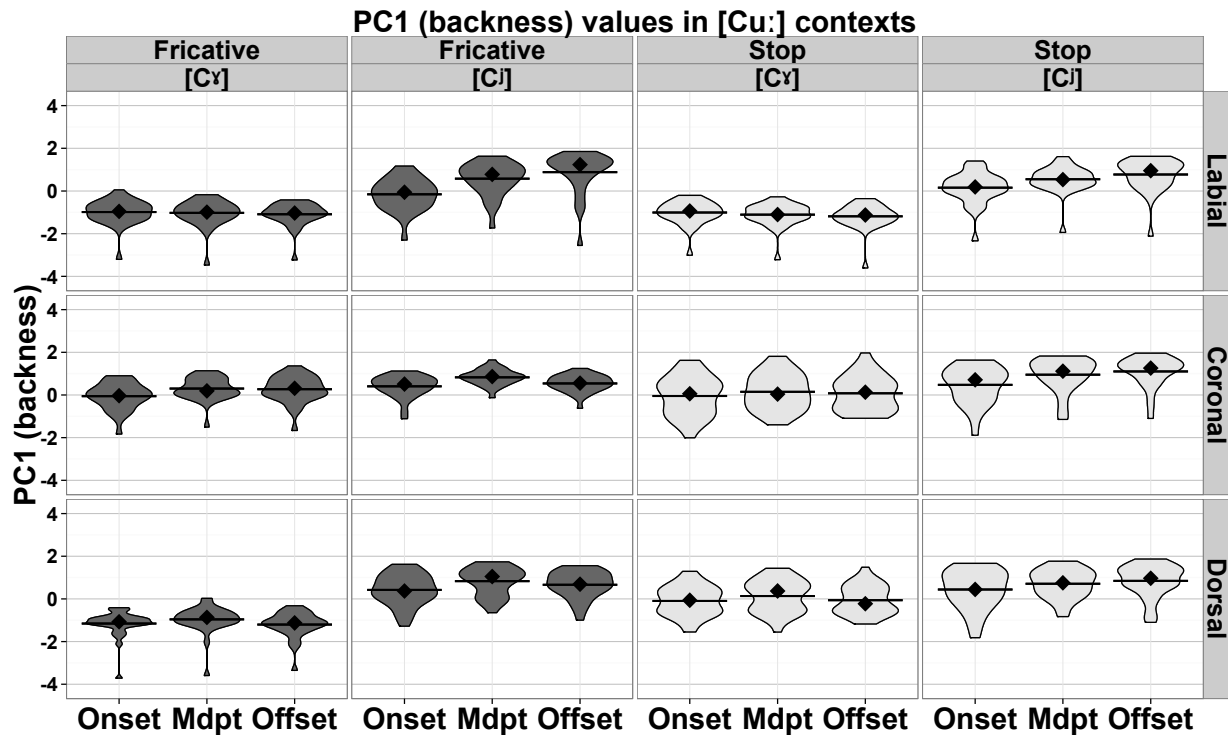 PC1 (backness) values in [Cuː] contexts
Fricative Fricative Stop Stop
[Cˠ] [Cʲ] [Cˠ] [Cʲ]
PC1 (backness)
4
2
0
-2
-4
Labial
4
2
0
-2
-4
Coronal
4
2
0
-2
-4
Dorsal
Onset Mdpt Offset Onset Mdpt Offset Onset Mdpt Offset Onset Mdpt Offset